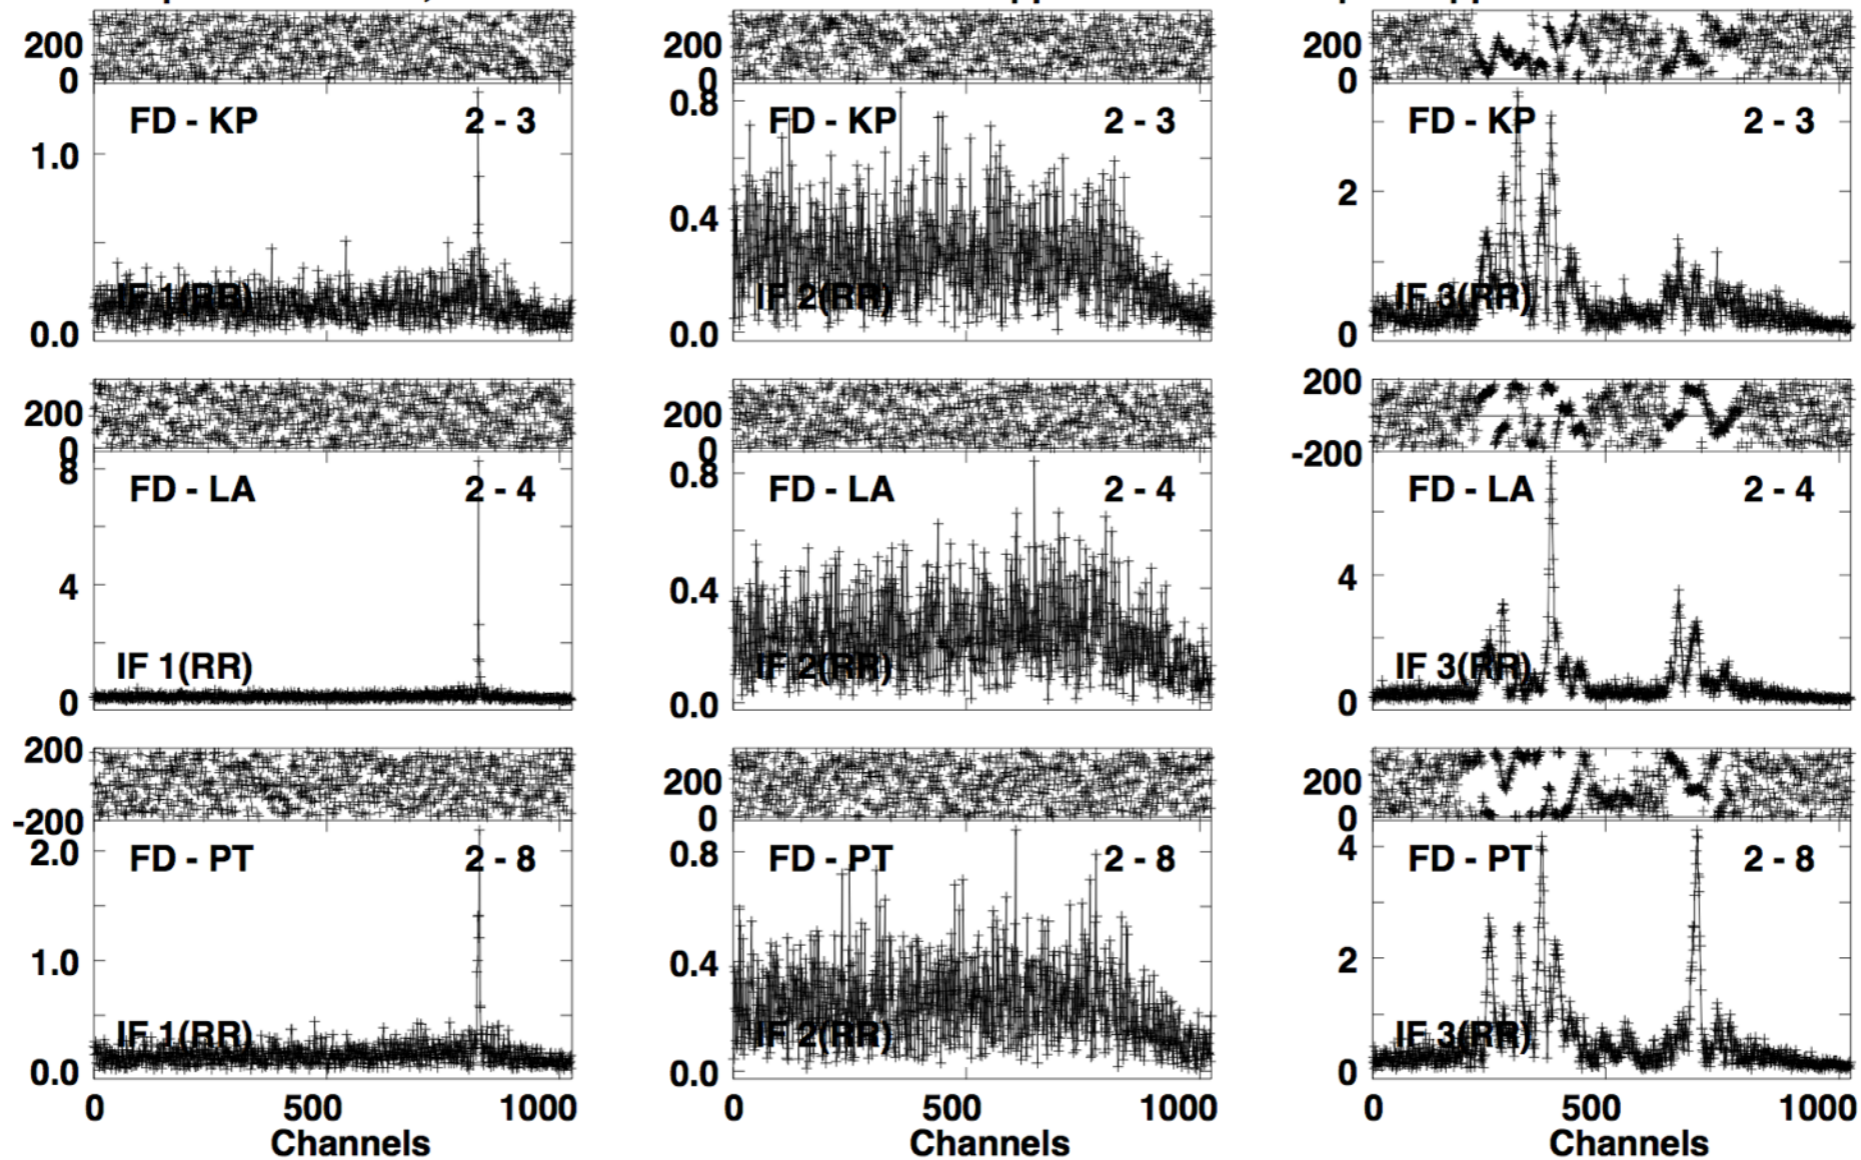 200 200 200
0 0 0
FD - KP 2 - 3 0.8 FD - KP 2 - 3 FD - KP 2 - 3
1.0 0.4 2
IF 1(RR) IF 2(RR) IF 3(RR)
0.0 0.0 0
200 200 200
0 0 -200
8 FD - LA 2 - 4 0.8 FD - LA 2 - 4 FD - LA 2 - 4
4 0.4 4
IF 1(RR) IF 2(RR) IF 3(RR)
0 0.0 0
200 200 200
-200 0 0
2.0 FD - PT 2 - 8 0.8 FD - PT 2 - 8 4 FD - PT 2 - 8
1.0 0.4 2
IF 1(RR) IF 2(RR) IF 3(RR)
0.0 0.0 0
0 500 1000 0 500 1000 0 500 1000
Channels Channels Channels